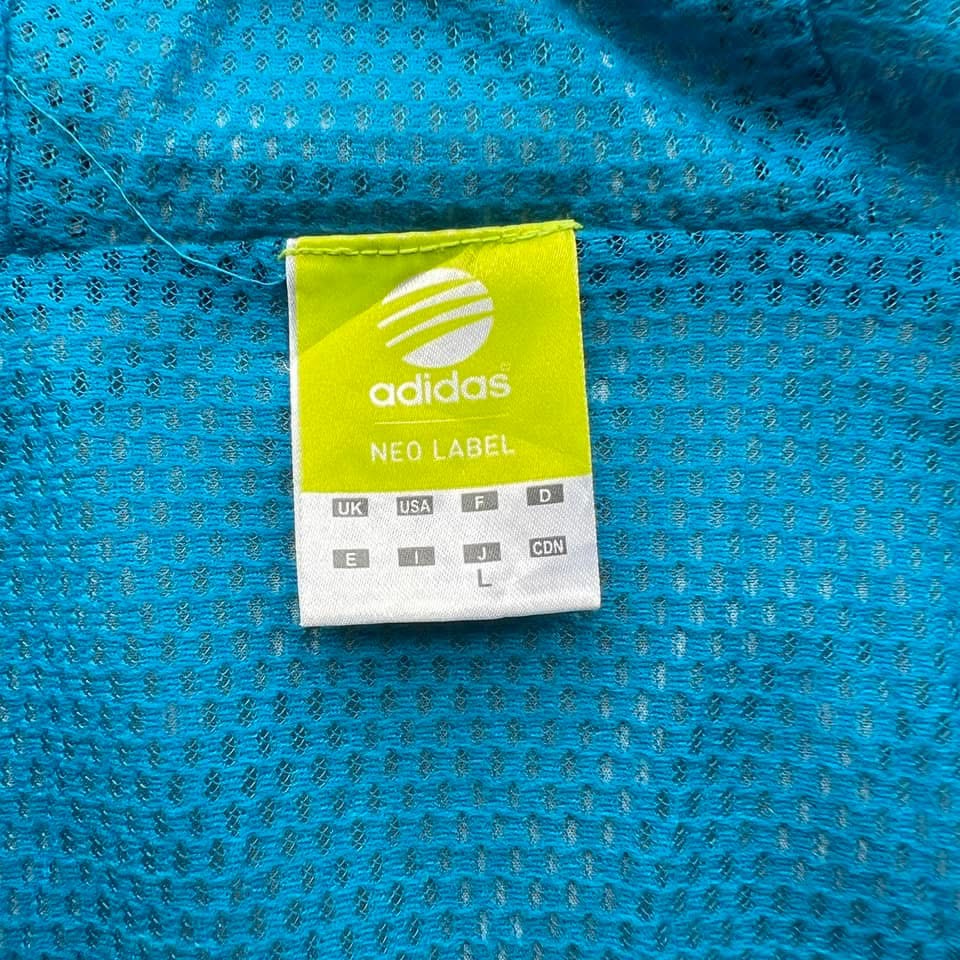 adidas
NEO LABEL
UK USA F D
E I J CDN
L